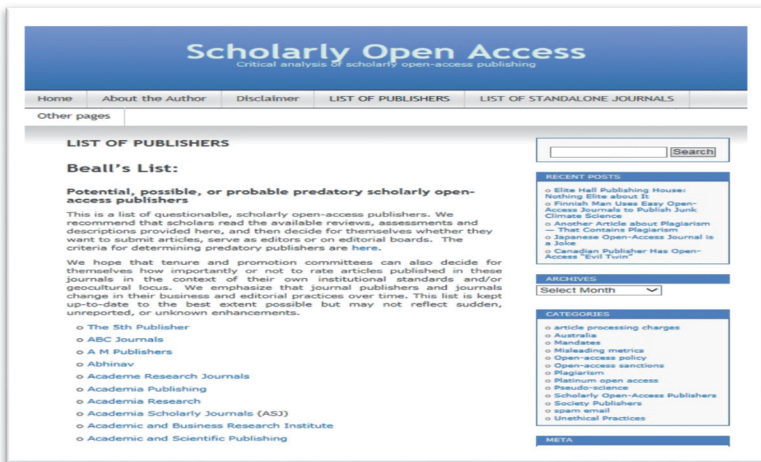 Scholarly Open Access
Critical analysis of scholarly open-access publishing
Home About the Author Disclaimer LIST OF PUBLISHERS LIST OF STANDALONE JOURNALS
Other pages
LIST OF PUBLISHERS
Beall's List:
Potential, possible, or probable predatory scholarly open-
access publishers
This is a list of questionable, scholarly open-access publishers. We
recommend that scholars read the available reviews, assessments and
descriptions provided here, and then decide for themselves whether they
want to submit articles, serve as editors or on editorial boards. The
criteria for determining predatory publishers are here.
We hope that tenure and promotion committees can also decide for
themselves how importantly or not to rate articles published in these
journals in the context of their own institutional standards and/or
geocultural locus. We emphasize that journal publishers and journals
change in their business and editorial practices over time. This list is kept
up-to-date to the best extent possible but may not reflect sudden,
unreported, or unknown enhancements.
The 5th Publisher
ABC Journals
A M Publishers
Abhinav
Academe Research Journals
Academia Publishing
Academia Research
Academia Scholarly Journals (ASJ)
Academic and Business Research Institute
Academic and Scientific Publishing
Search
RECENT POSTS
Elite Hall Publishing House:
Nothing Elite about It
Finnish Man Uses Easy Open-
Access Journals to Publish Junk
Climate Science
Another Article about Plagiarism
— That Contains Plagiarism
Japanese Open-Access Journal is
a Joke
Canadian Publisher Has Open-
Access "Evil Twin"
ARCHIVES
Select Month
CATEGORIES
article processing charges
Australia
Mandates
Misleading metrics
Open-access policy
Open-access sanctions
Plagiarism
Platinum open access
Pseudo-science
Scholarly Open-Access Publishers
Society Publishers
spam email
Unethical Practices
META